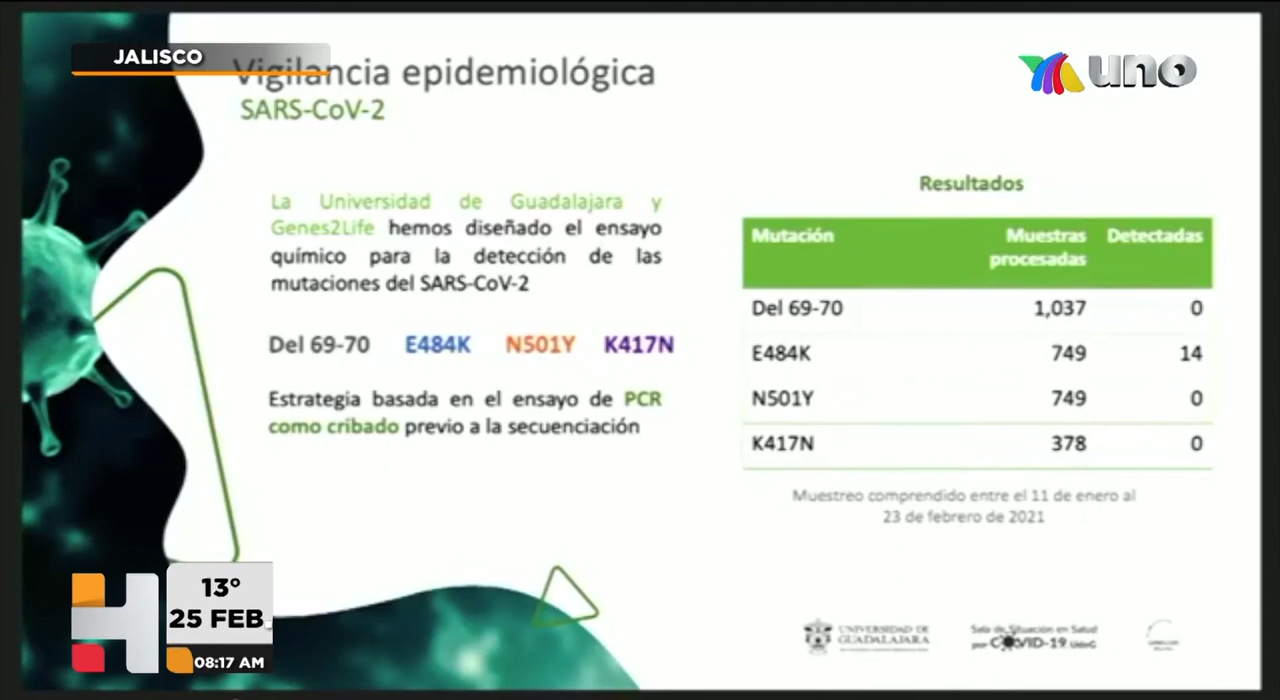 JALISCO
Vigilancia epidemiológica
SARS-CoV-2
uno
La Universidad de Guadalajara y
Genes2Life hemos diseñado el ensayo
químico para la detección de las
mutaciones del SARS-CoV-2
Del 69-70 E484K N501Y K417N
Estrategia basada en el ensayo de PCR
como cribado previo a la secuenciación
Resultados
Mutación Muestras procesadas Detectadas
Del 69-70 1,037 0
E484K 749 14
N501Y 749 0
K417N 378 0
Muestreo comprendido entre el 11 de enero al
23 de febrero de 2021
H
13°
25 FEB
08:17 AM
UNIVERSIDAD DE
GUADALAJARA
Sala de Situación en Salud
por COVID-19 UdeG